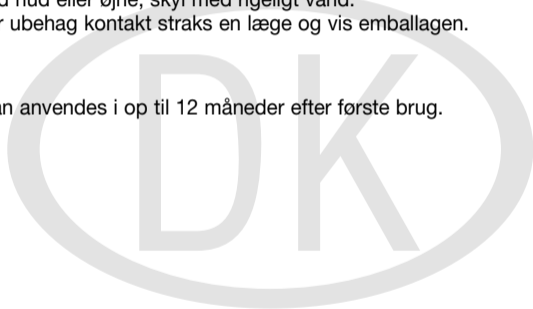 hud eller øjne, skyl med rigeligt vand.
ubehag kontakt straks en læge og vis emballagen.
anvendes i op til 12 måneder efter første brug.
DK